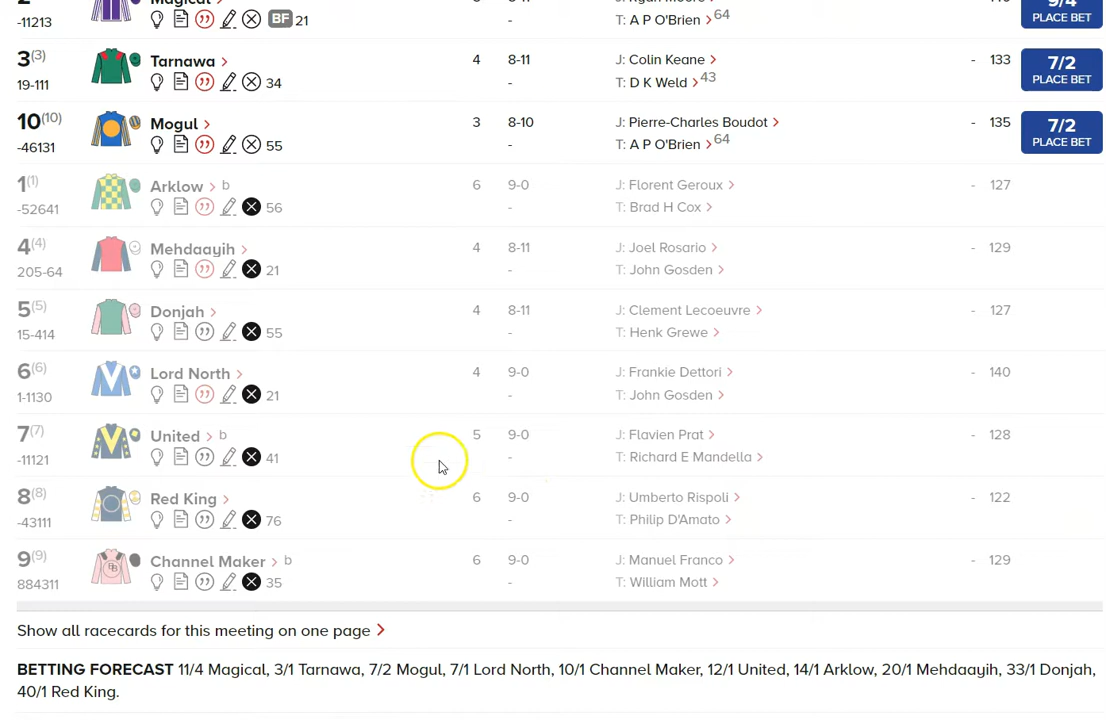 2 Magical > 3 8-11 J: Ryan Moore > 9/4
-11213 BF 21 - T: A P O'Brien > 64 PLACE BET
3(3) Tarnawa > 4 8-11 J: Colin Keane > - 133 7/2
19-111 34 - T: D K Weld > 43 PLACE BET
10(10) Mogul > 3 8-10 J: Pierre-Charles Boudot > - 135 7/2
-46131 55 - T: A P O'Brien > 64 PLACE BET
1(1) Arklow > b 6 9-0 J: Florent Geroux > - 127
-52641 56 - T: Brad H Cox >
4(4) Mehdaayih > 4 8-11 J: Joel Rosario > - 129
205-64 21 - T: John Gosden >
5(5) Donjah > 4 8-11 J: Clement Lecoeuvre > - 127
15-414 55 - T: Henk Grewe >
6(6) Lord North > 4 9-0 J: Frankie Dettori > - 140
1-1130 21 - T: John Gosden >
7(7) United > b 5 9-0 J: Flavien Prat > - 128
-11121 41 - T: Richard E Mandella >
8(8) Red King > 6 9-0 J: Umberto Rispoli > - 122
-43111 76 - T: Philip D'Amato >
9(9) Channel Maker > b 6 9-0 J: Manuel Franco > - 129
884311 35 - T: William Mott >
Show all racecards for this meeting on one page >
BETTING FORECAST 11/4 Magical, 3/1 Tarnawa, 7/2 Mogul, 7/1 Lord North, 10/1 Channel Maker, 12/1 United, 14/1 Arklow, 20/1 Mehdaayih, 33/1 Donjah,
40/1 Red King.